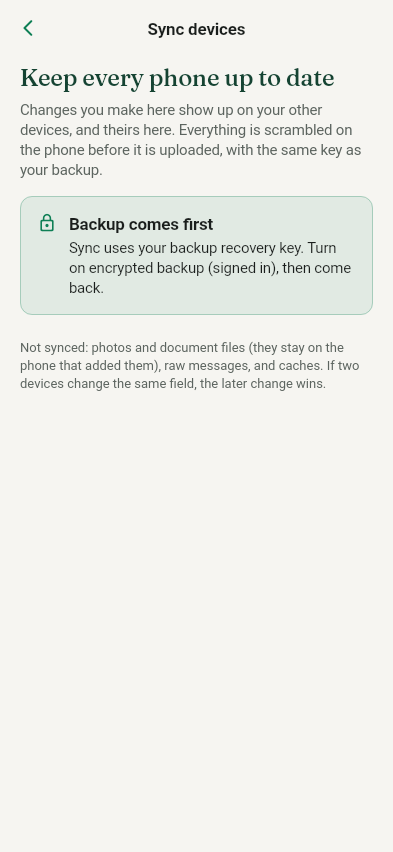 Sync devices
Keep every phone up to date
Changes you make here show up on your other
devices, and theirs here. Everything is scrambled on
the phone before it is uploaded, with the same key as
your backup.
Backup comes first
Sync uses your backup recovery key. Turn
on encrypted backup (signed in), then come
back.
Not synced: photos and document files (they stay on the
phone that added them), raw messages, and caches. If two
devices change the same field, the later change wins.